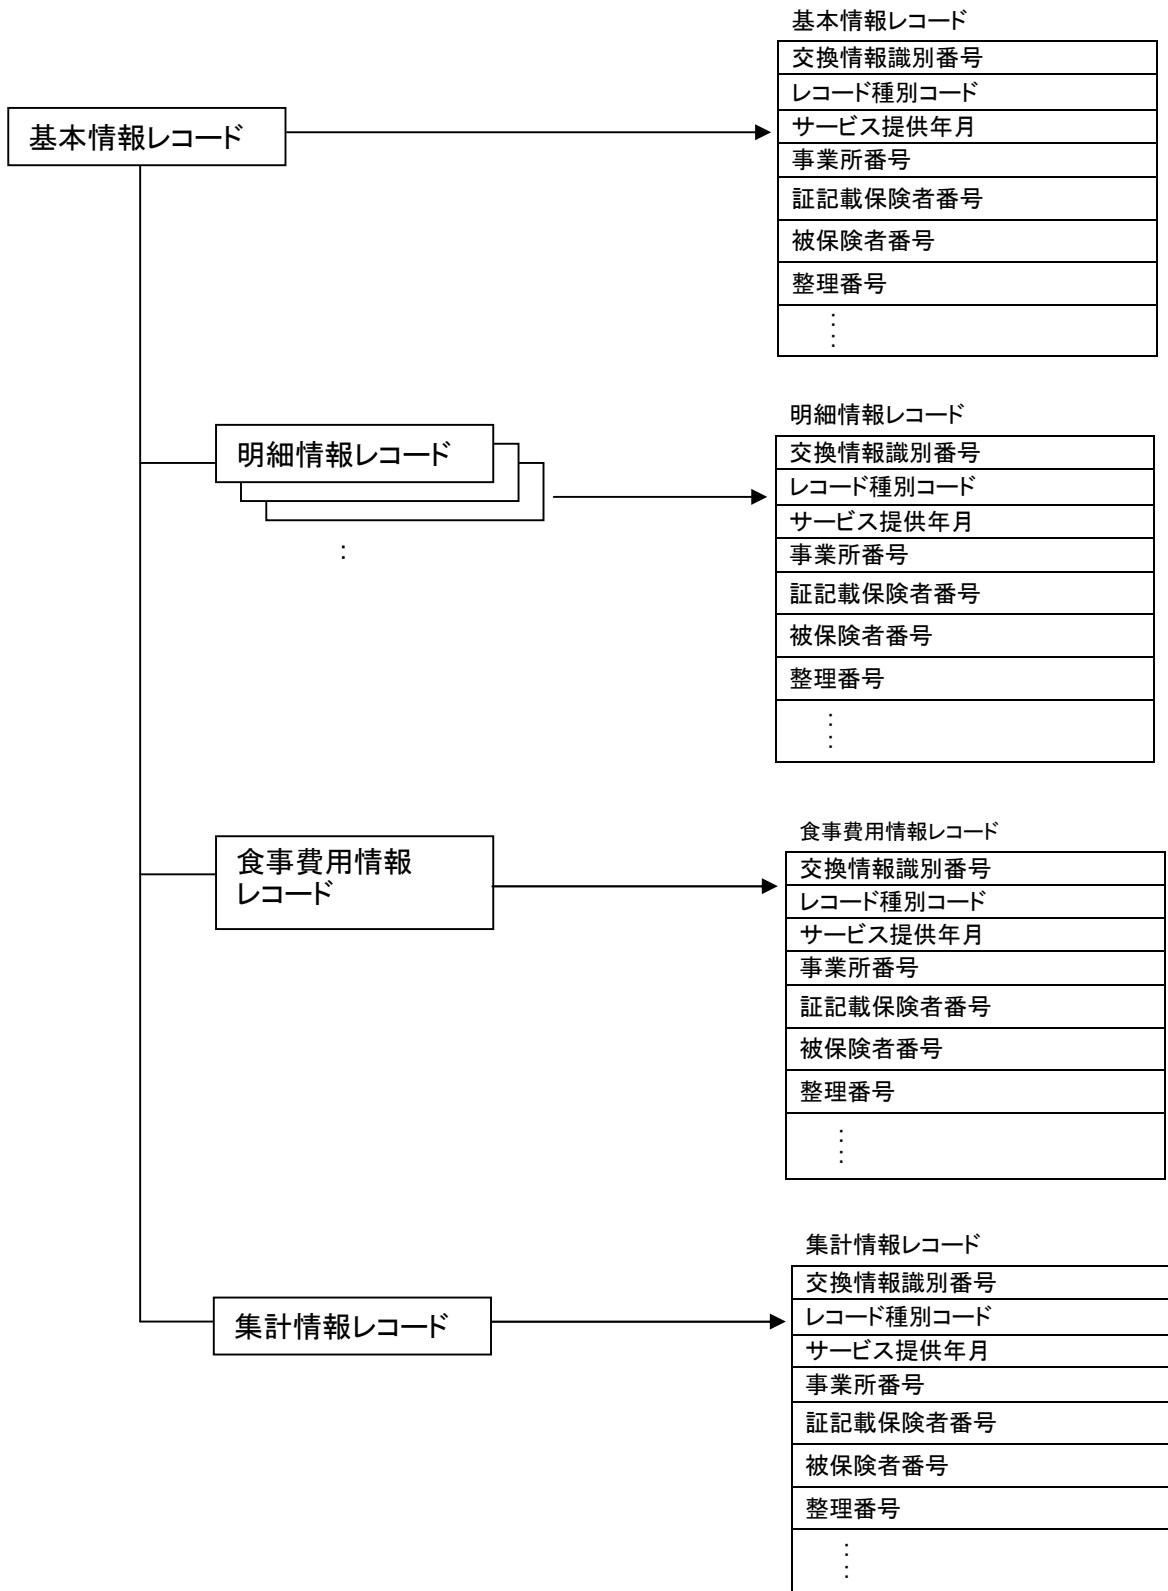 基本情報レコード
基本情報レコード
交換情報識別番号
レコード種別コード
サービス提供年月
事業所番号
証記載保険者番号
被保険者番号
整理番号
：
：
明細情報レコード
：
明細情報レコード
交換情報識別番号
レコード種別コード
サービス提供年月
事業所番号
証記載保険者番号
被保険者番号
整理番号
：
：
食事費用情報
レコード
食事費用情報レコード
交換情報識別番号
レコード種別コード
サービス提供年月
事業所番号
証記載保険者番号
被保険者番号
整理番号
：
：
集計情報レコード
集計情報レコード
交換情報識別番号
レコード種別コード
サービス提供年月
事業所番号
証記載保険者番号
被保険者番号
整理番号
：
：